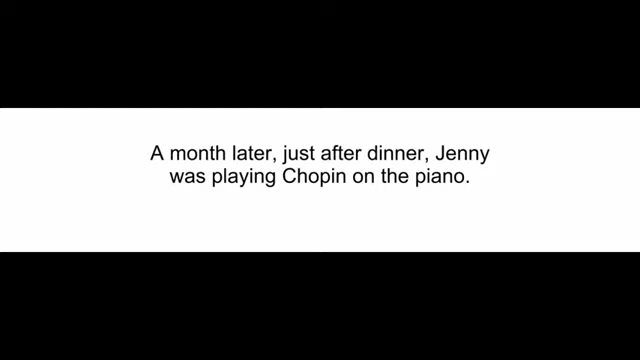 A month later, just after dinner, Jenny
was playing Chopin on the piano.